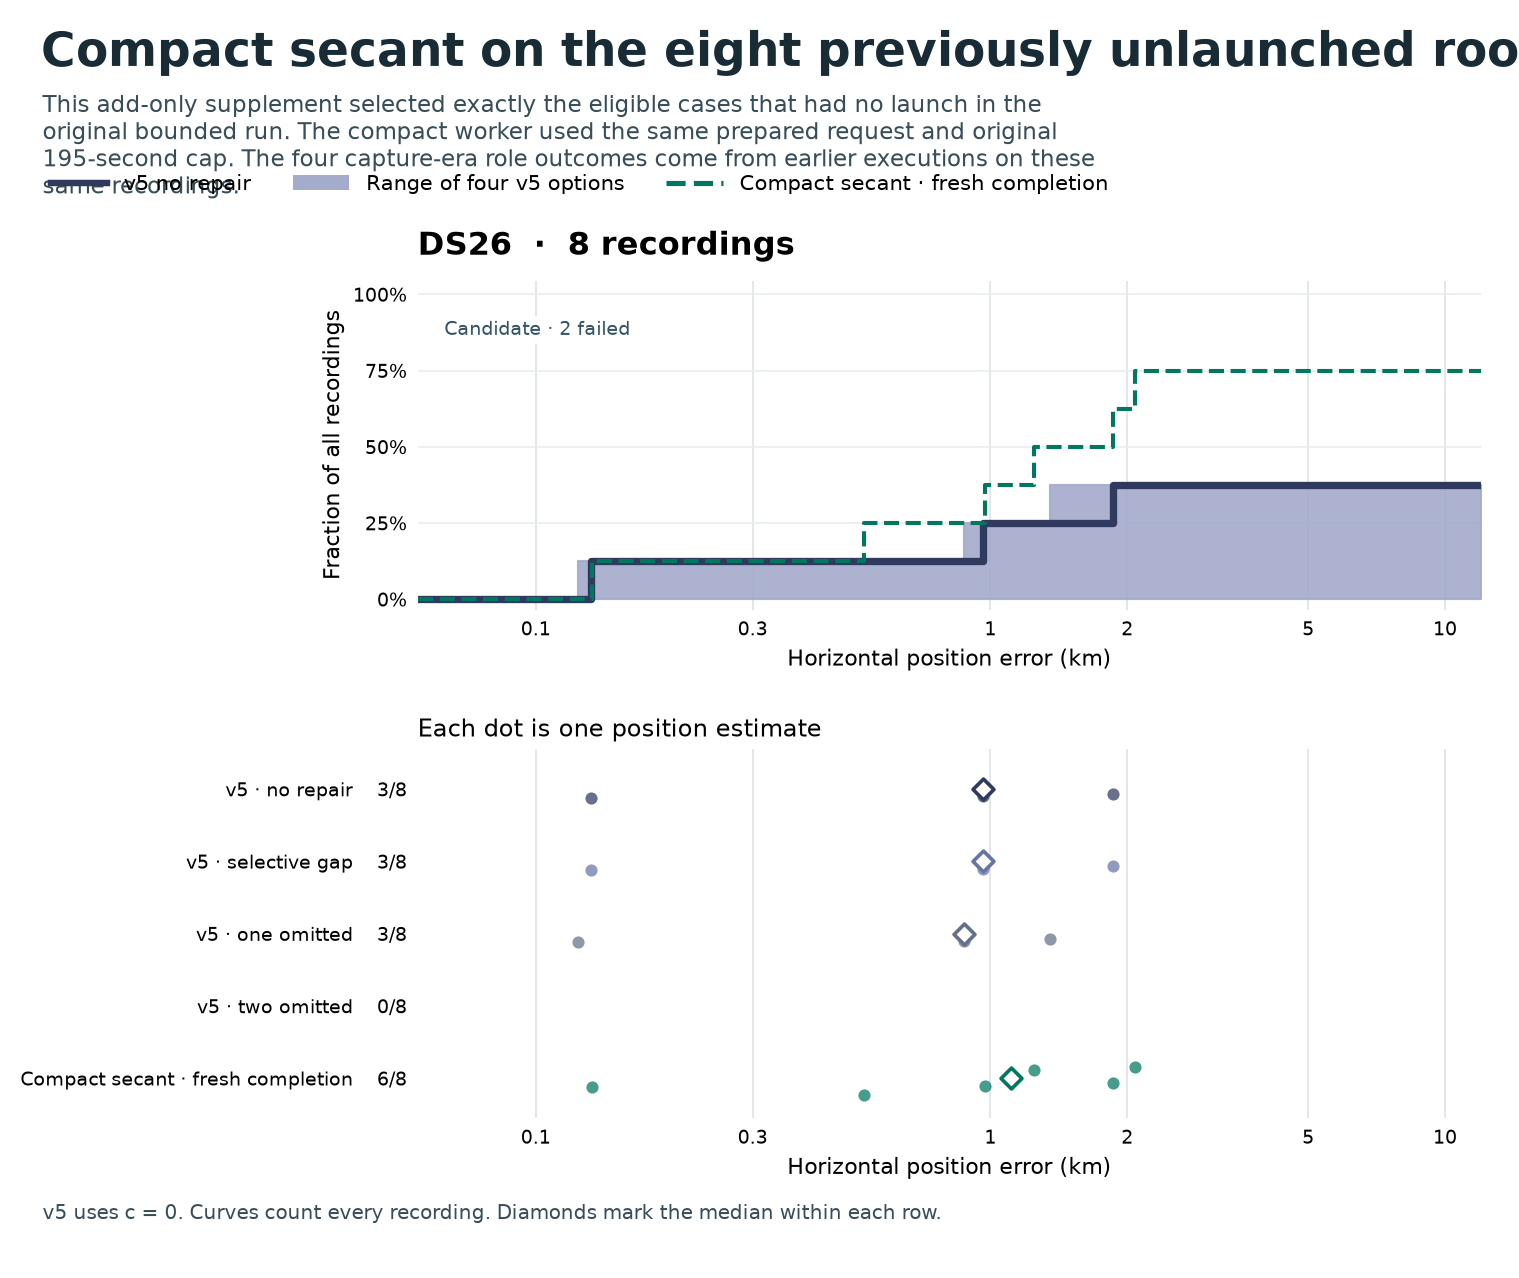 Compact secant on the eight previously unlaunched roo
This add-only supplement selected exactly the eligible cases that had no launch in the
original bounded run. The compact worker used the same prepared request and original
195-second cap. The four capture-era role outcomes come from earlier executions on these
same recordings.
v5 no repair
Range of four v5 options
Compact secant · fresh completion
DS26 · 8 recordings
Fraction of all recordings
100%
75%
50%
25%
0%
Candidate · 2 failed
0.1 0.3 1 2 5 10
Horizontal position error (km)
Each dot is one position estimate
v5 · no repair 3/8
v5 · selective gap 3/8
v5 · one omitted 3/8
v5 · two omitted 0/8
Compact secant · fresh completion 6/8
0.1 0.3 1 2 5 10
Horizontal position error (km)
v5 uses c = 0. Curves count every recording. Diamonds mark the median within each row.